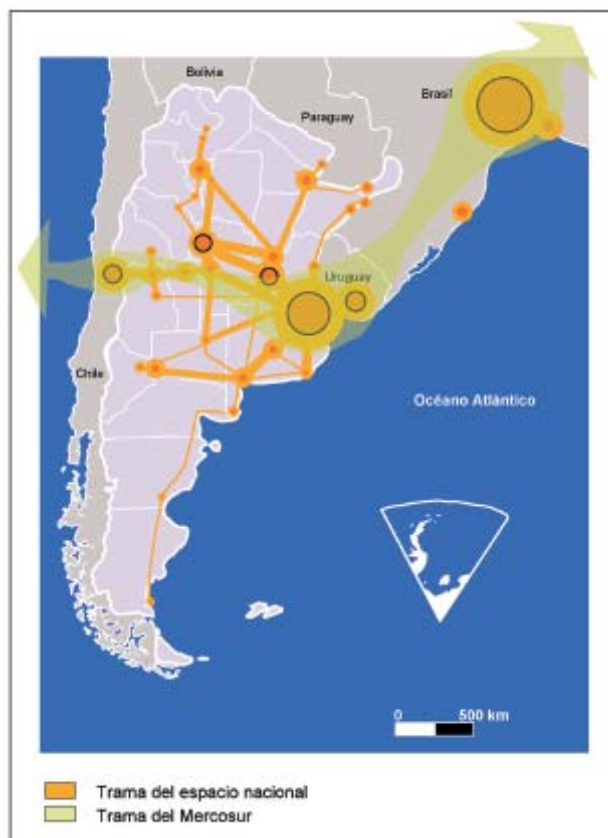 Bolivia
Brasil
Paraguay
Uruguay
Chile
Océano Atlántico
0 500 km
Trama del espacio nacional
Trama del Mercosur